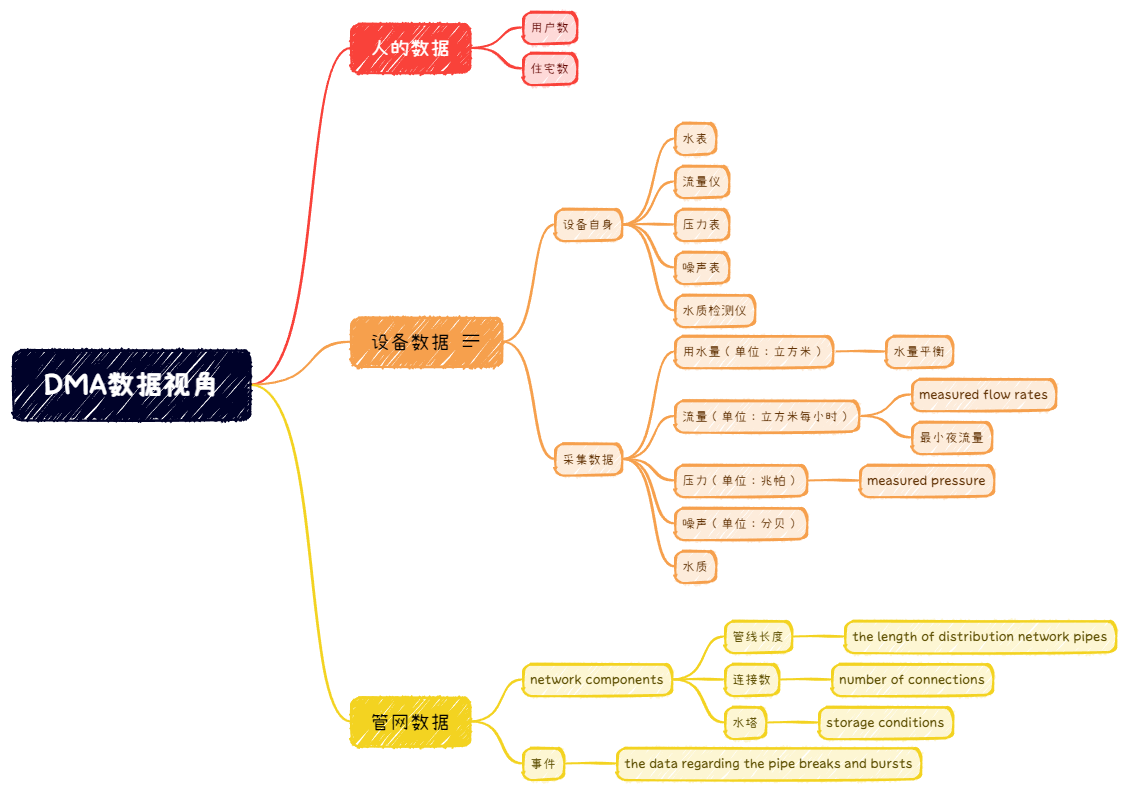 用户数
人的数据
住宅数
水表
流量仪
设备自身
压力表
噪声表
水质检测仪
设备数据
用水量（单位：立方米）
水量平衡
DMA数据视角
measured flow rates
流量（单位：立方米每小时）
最小夜流量
采集数据
压力（单位：兆帕）
measured pressure
噪声（单位：分贝）
水质
管线长度
the length of distribution network pipes
network components
连接数
number of connections
管网数据
水塔
storage conditions
事件
the data regarding the pipe breaks and bursts